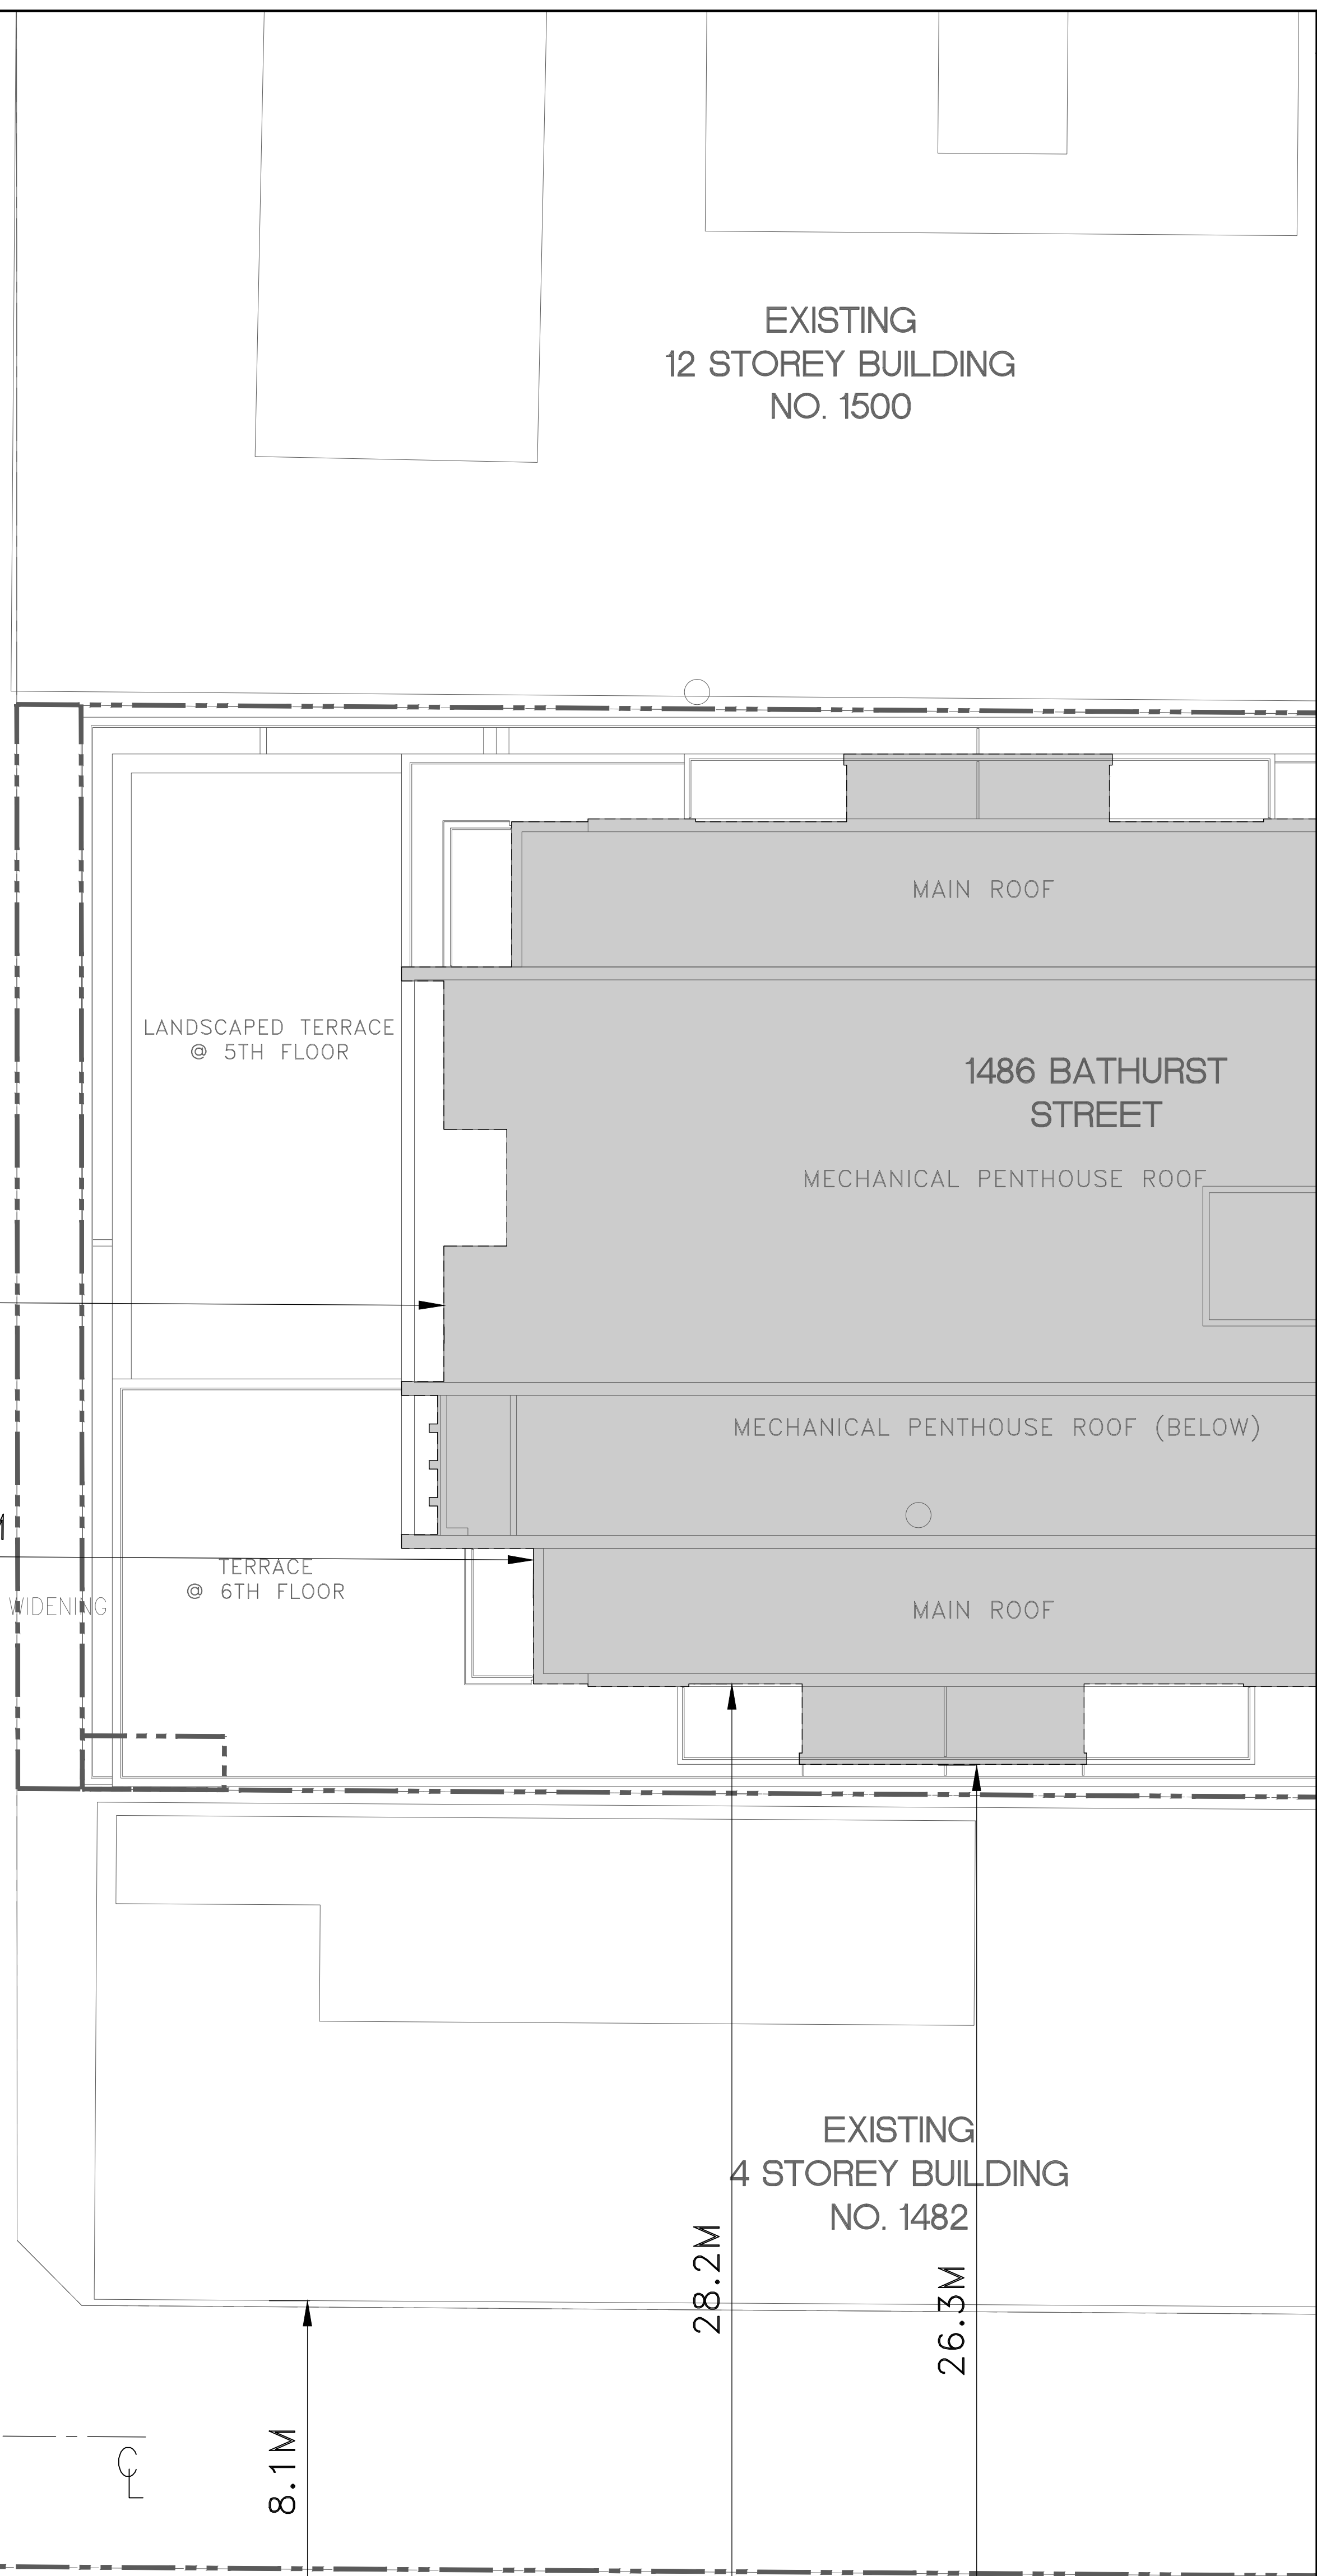 EXISTING
12 STOREY BUILDING
NO. 1500
MAIN ROOF
LANDSCAPED TERRACE
@ 5TH FLOOR
1486 BATHURST
STREET
MECHANICAL PENTHOUSE ROOF
MECHANICAL PENTHOUSE ROOF (BELOW)
TERRACE
@ 6TH FLOOR
WIDENING
MAIN ROOF
EXISTING
4 STOREY BUILDING
NO. 1482
28.2M
26.3M
8.1M
CL